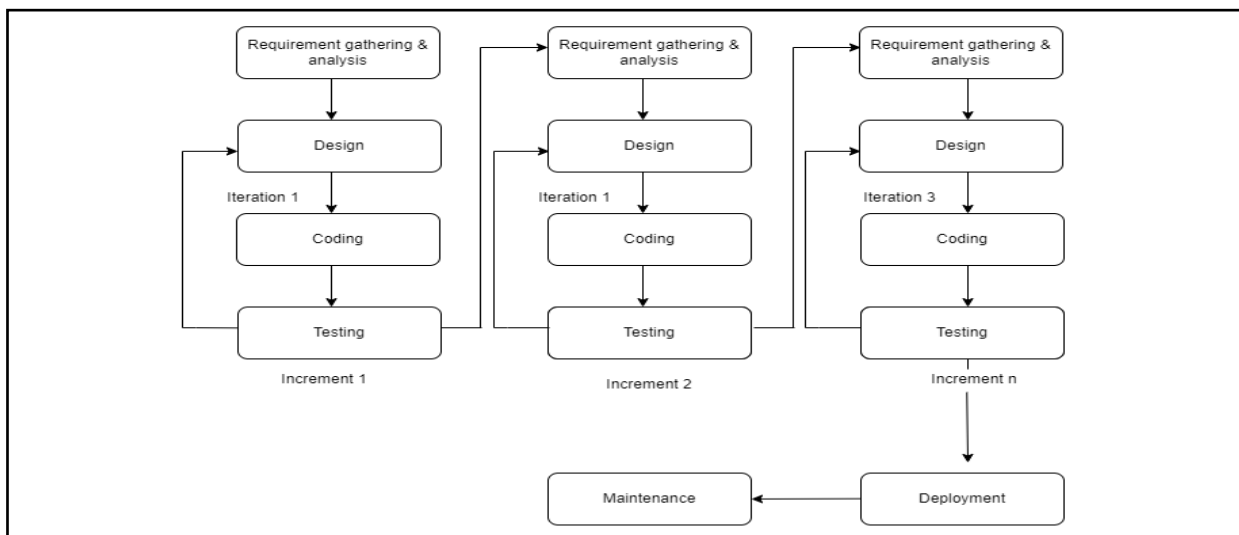 Requirement gathering &
analysis
Requirement gathering &
analysis
Requirement gathering &
analysis
Design
Design
Design
Iteration 1
Iteration 1
Iteration 3
Coding
Coding
Coding
Testing
Testing
Testing
Increment 1
Increment 2
Increment n
Maintenance
Deployment